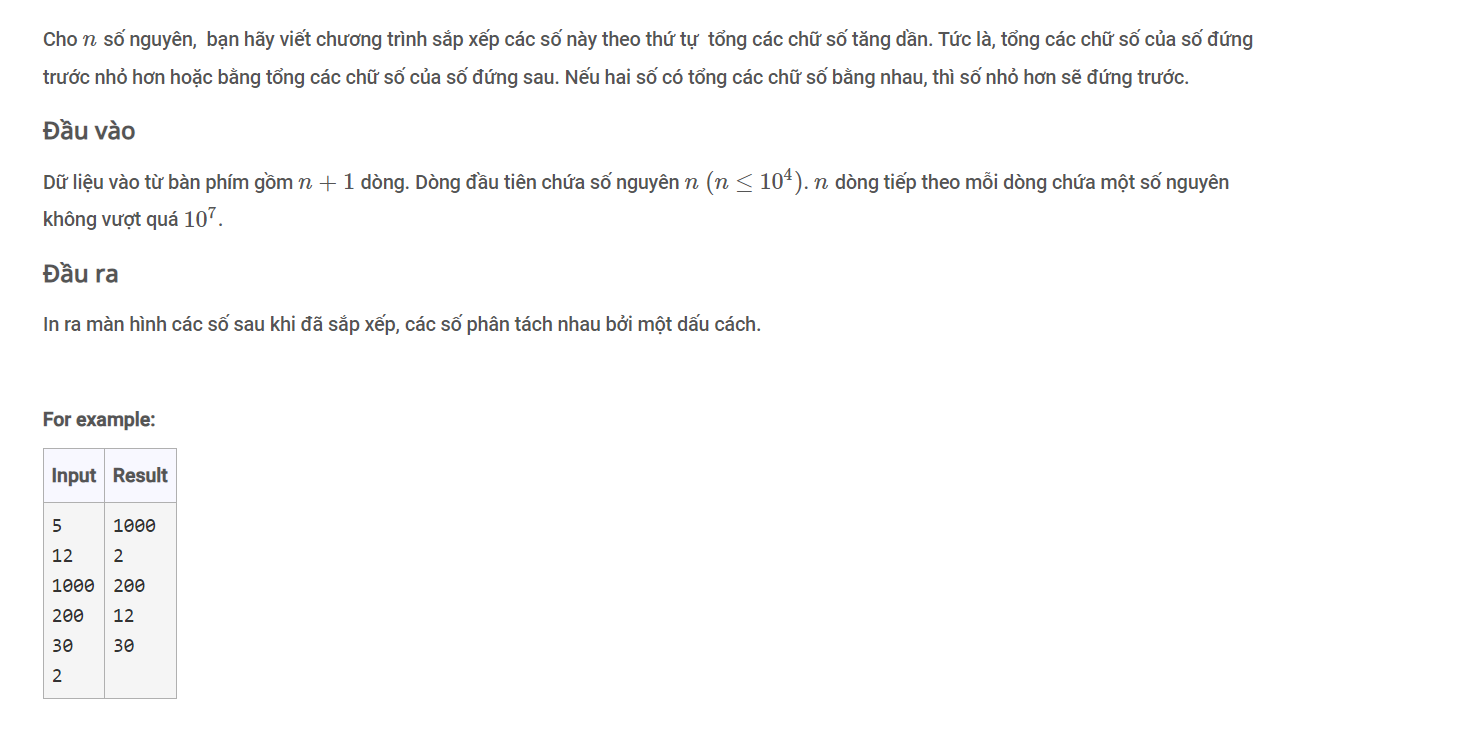 Cho n số nguyên, bạn hãy viết chương trình sắp xếp các số này theo thứ tự tổng các chữ số tăng dần. Tức là, tổng các chữ số của số đứng
trước nhỏ hơn hoặc bằng tổng các chữ số của số đứng sau. Nếu hai số có tổng các chữ số bằng nhau, thì số nhỏ hơn sẽ đứng trước.
Đầu vào
Dữ liệu vào từ bàn phím gồm n + 1 dòng. Dòng đầu tiên chứa số nguyên n (n ≤ 10⁴). n dòng tiếp theo mỗi dòng chứa một số nguyên
không vượt quá 10⁷.
Đầu ra
In ra màn hình các số sau khi đã sắp xếp, các số phân tách nhau bởi một dấu cách.
For example:
Input Result
5 1000
12 2
1000 200
200 12
30 30
2